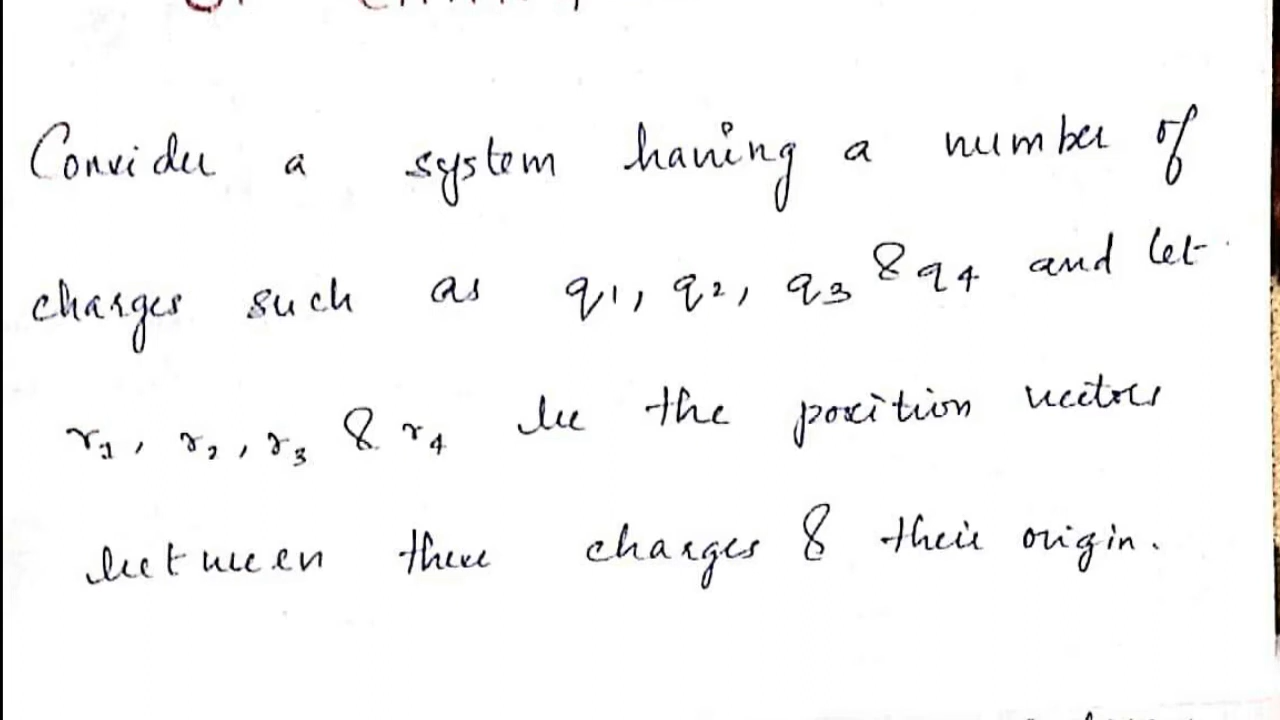 Consider a system having a number of
charges such as q1, q2, q3 & q4 and let
r1, r2, r3 & r4 be the position vectors
between these charges & their origin.